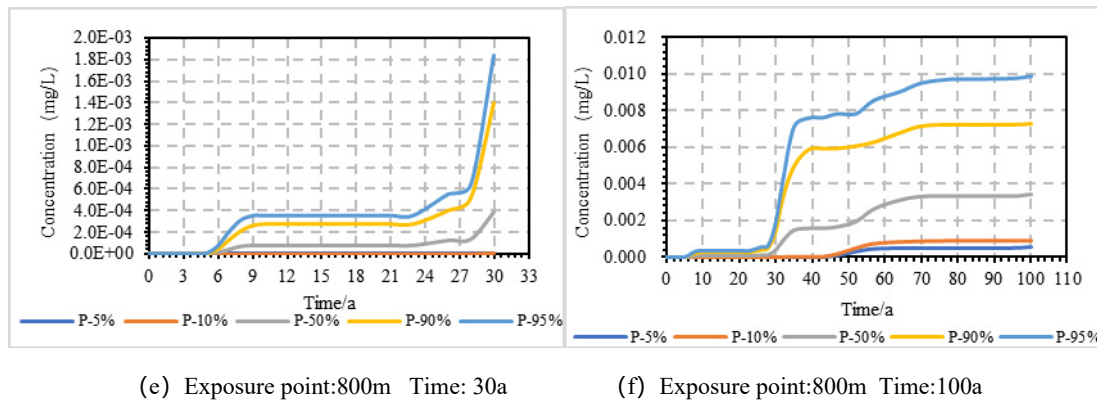 2.0E-03
1.8E-03
1.6E-03
1.4E-03
1.2E-03
1.0E-03
8.0E-04
6.0E-04
4.0E-04
2.0E-04
0.0E+00
Concentration (mg/L)
0 3 6 9 12 15 18 21 24 27 30 33
Time/a
P-5% P-10% P-50% P-90% P-95%
0.012
0.010
0.008
0.006
0.004
0.002
0.000
Concentration (mg/L)
0 10 20 30 40 50 60 70 80 90 100 110
Time/a
P-5% P-10% P-50% P-90% P-95%
(e) Exposure point:800m Time: 30a
(f) Exposure point:800m Time:100a